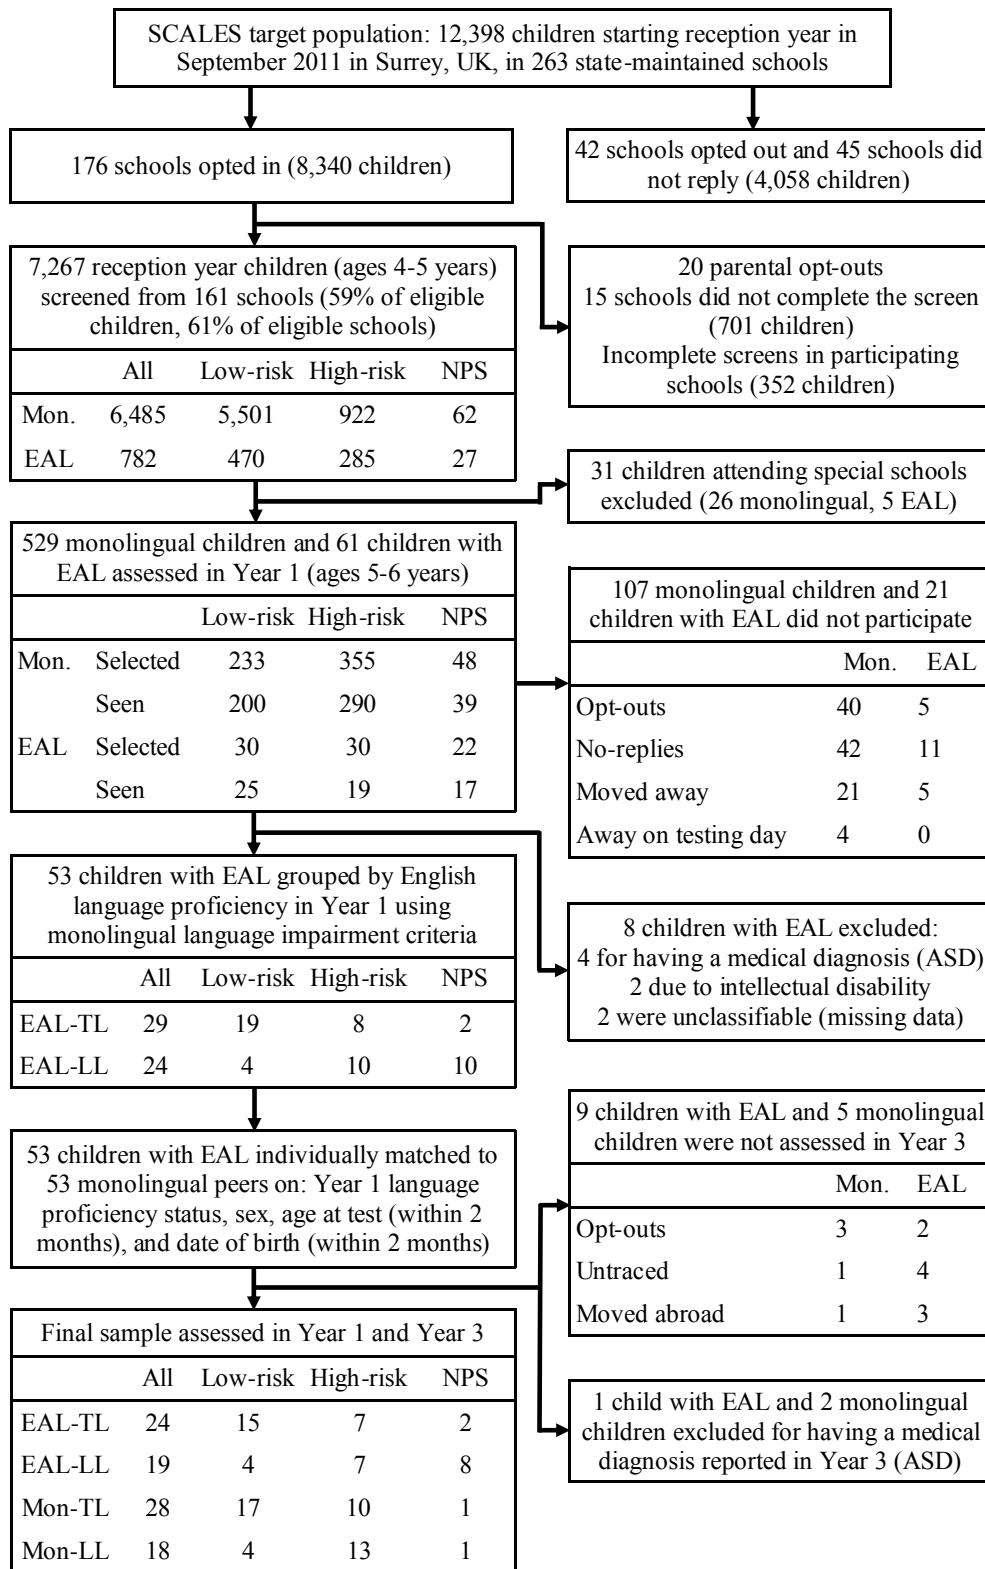 SCALES target population: 12,398 children starting reception year in
September 2011 in Surrey, UK, in 263 state-maintained schools
176 schools opted in (8,340 children)
42 schools opted out and 45 schools did
not reply (4,058 children)
7,267 reception year children (ages 4-5 years)
screened from 161 schools (59% of eligible
children, 61% of eligible schools)
All Low-risk High-risk NPS
Mon. 6,485 5,501 922 62
EAL 782 470 285 27
20 parental opt-outs
15 schools did not complete the screen
(701 children)
Incomplete screens in participating
schools (352 children)
31 children attending special schools
excluded (26 monolingual, 5 EAL)
529 monolingual children and 61 children with
EAL assessed in Year 1 (ages 5-6 years)
Low-risk High-risk NPS
Mon. Selected 233 355 48
Seen 200 290 39
EAL Selected 30 30 22
Seen 25 19 17
107 monolingual children and 21
children with EAL did not participate
Mon. EAL
Opt-outs 40 5
No-replies 42 11
Moved away 21 5
Away on testing day 4 0
53 children with EAL grouped by English
language proficiency in Year 1 using
monolingual language impairment criteria
All Low-risk High-risk NPS
EAL-TL 29 19 8 2
EAL-LL 24 4 10 10
8 children with EAL excluded:
4 for having a medical diagnosis (ASD)
2 due to intellectual disability
2 were unclassifiable (missing data)
53 children with EAL individually matched to
53 monolingual peers on: Year 1 language
proficiency status, sex, age at test (within 2
months), and date of birth (within 2 months)
9 children with EAL and 5 monolingual
children were not assessed in Year 3
Mon. EAL
Opt-outs 3 2
Untraced 1 4
Moved abroad 1 3
Final sample assessed in Year 1 and Year 3
All Low-risk High-risk NPS
EAL-TL 24 15 7 2
EAL-LL 19 4 7 8
Mon-TL 28 17 10 1
Mon-LL 18 4 13 1
1 child with EAL and 2 monolingual
children excluded for having a medical
diagnosis reported in Year 3 (ASD)